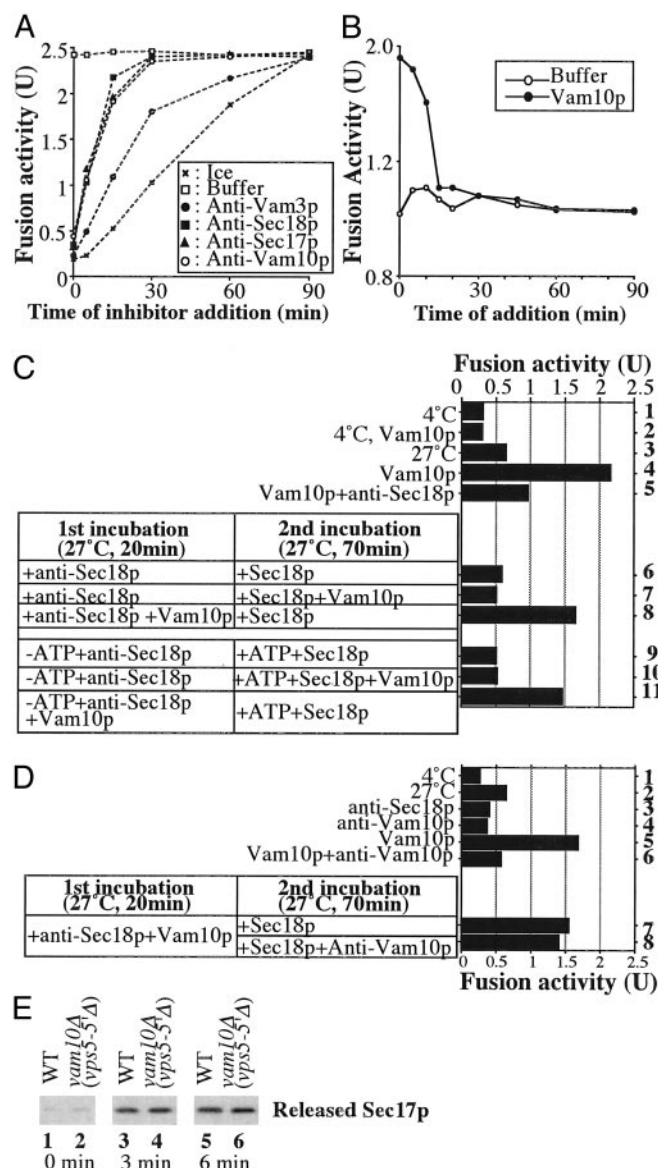 A
Fusion activity (U)
2.5
2
1.5
1
0.5
0
0 30 60 90
Time of inhibitor addition (min)
× : Ice
□ : Buffer
● : Anti-Vam3p
■ : Anti-Sec18p
▲ : Anti-Sec17p
○ : Anti-Vam10p
B
Fusion Activity (U)
2.0
1.2
0.8
0 15 30 45 60 90
Time of addition (min)
Buffer
Vam10p
C
Fusion activity (U)
0 0.5 1 1.5 2 2.5
4°C 1
4°C, Vam10p 2
27°C 3
Vam10p 4
Vam10p+anti-Sec18p 5
1st incubation (27°C, 20min) 2nd incubation (27°C, 70min)
+anti-Sec18p +Sec18p 6
+anti-Sec18p +Sec18p+Vam10p 7
+anti-Sec18p +Vam10p +Sec18p 8
-ATP+anti-Sec18p +ATP+Sec18p 9
-ATP+anti-Sec18p +ATP+Sec18p+Vam10p 10
-ATP+anti-Sec18p +Vam10p +ATP+Sec18p 11
D
4°C 1
27°C 2
anti-Sec18p 3
anti-Vam10p 4
Vam10p 5
Vam10p+anti-Vam10p 6
1st incubation (27°C, 20min) 2nd incubation (27°C, 70min)
+anti-Sec18p+Vam10p +Sec18p 7
+Sec18p+Anti-Vam10p 8
0 0.5 1 1.5 2 2.5
Fusion activity (U)
E
WT vam10Δ (vps5-5'Δ) WT vam10Δ (vps5-5'Δ) WT vam10Δ (vps5-5'Δ)
Released Sec17p
1 2 3 4 5 6
0 min 3 min 6 min